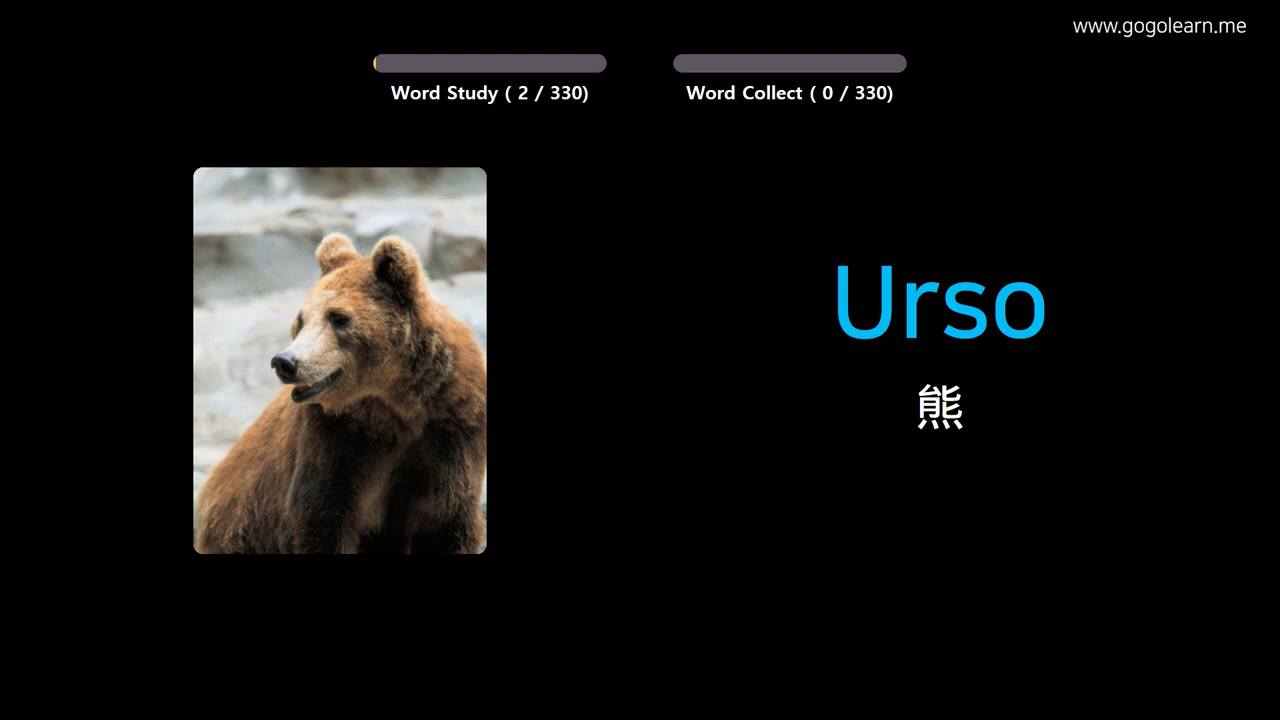 www.gogolearn.me
Word Study ( 2 / 330)
Word Collect ( 0 / 330)
Urso
熊